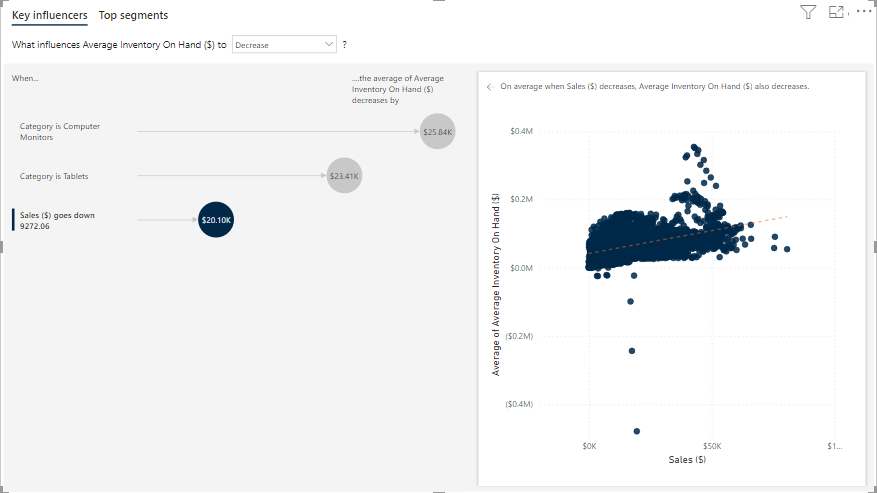 Key influencers Top segments
What influences Average Inventory On Hand ($) to Decrease ?
When...
....the average of Average
Inventory On Hand ($)
decreases by
Category is Computer
Monitors
$25.84K
Category is Tablets
$23.41K
Sales ($) goes down
9272.06
$20.10K
On average when Sales ($) decreases, Average Inventory On Hand ($) also decreases.
Average of Average Inventory On Hand ($)
$0.4M
$0.2M
$0.0M
($0.2M)
($0.4M)
$0K $50K $1...
Sales ($)